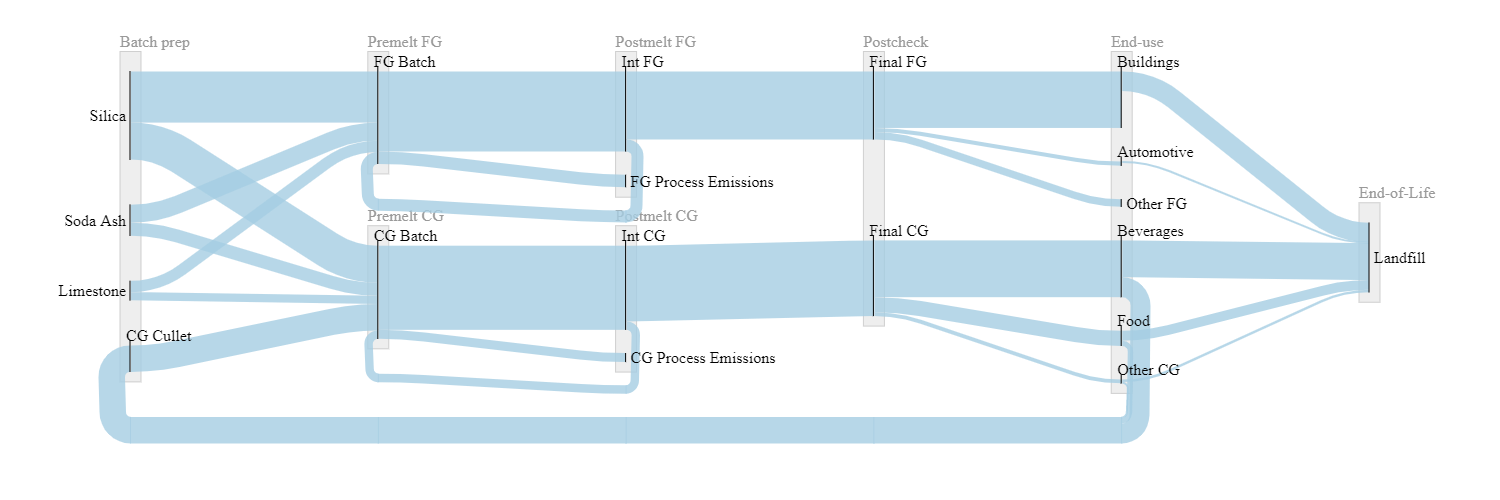 Batch prep
Premelt FG
Postmelt FG
Postcheck
End-use
FG Batch
Int FG
Final FG
Buildings
Silica
Automotive
FG Process Emissions
End-of-Life
Other FG
Premelt CG
Postmelt CG
Soda Ash
CG Batch
Int CG
Final CG
Beverages
Landfill
Limestone
Food
CG Cullet
CG Process Emissions
Other CG